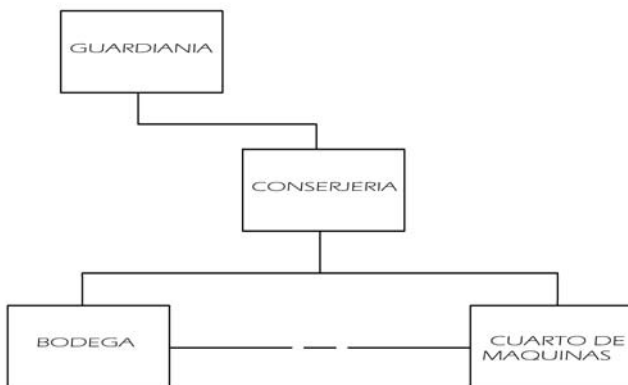 GUARDIANIA
CONSERJERIA
BODEGA
CUARTO DE
MAQUINAS